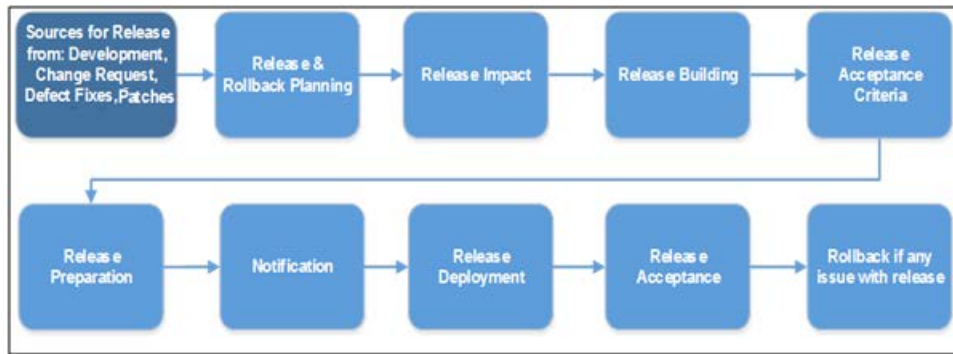 Sources for Release
from: Development,
Change Request,
Defect Fixes,Patches
Release &
Rollback Planning
Release Impact
Release Building
Release
Acceptance
Criteria
Release
Preparation
Notification
Release
Deployment
Release
Acceptance
Rollback if any
issue with release